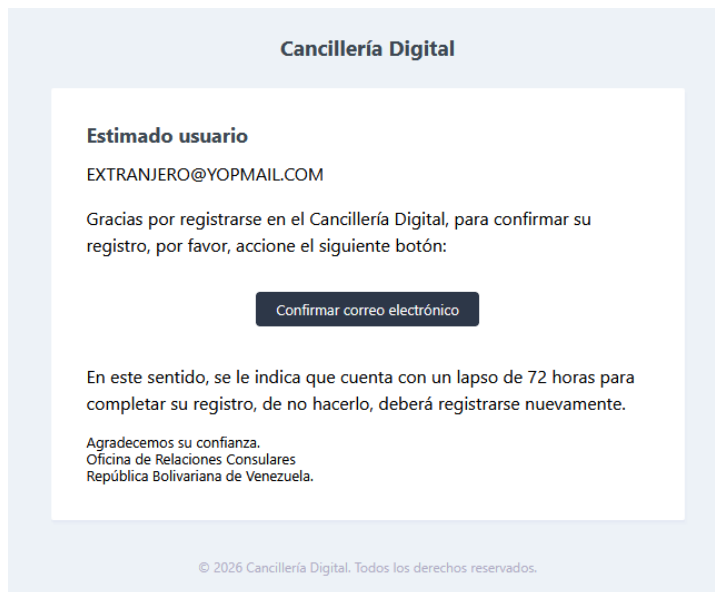 Cancillería Digital
Estimado usuario
EXTRANJERO@YOPMAIL.COM
Gracias por registrarse en el Cancillería Digital, para confirmar su
registro, por favor, accione el siguiente botón:
Confirmar correo electrónico
En este sentido, se le indica que cuenta con un lapso de 72 horas para
completar su registro, de no hacerlo, deberá registrarse nuevamente.
Agradecemos su confianza.
Oficina de Relaciones Consulares
República Bolivariana de Venezuela.
© 2026 Cancillería Digital. Todos los derechos reservados.